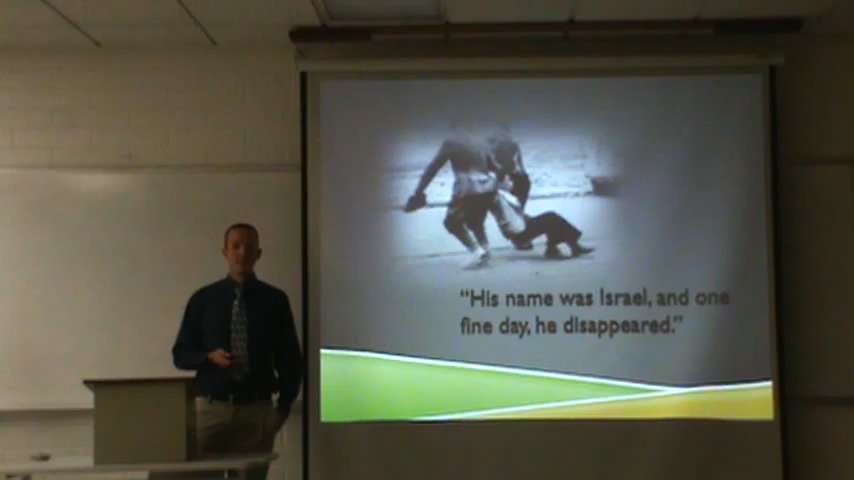 “His name was Israel, and one
fine day, he disappeared.”